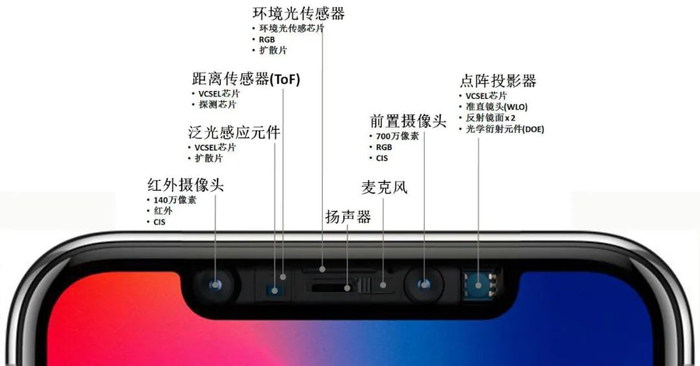 环境光传感器
• 环境光传感芯片
• RGB
• 扩散片
距离传感器(ToF)
• VCSEL芯片
• 探测芯片
泛光感应元件
• VCSEL芯片
• 扩散片
红外摄像头
• 140万像素
• 红外
• CIS
扬声器
麦克风
前置摄像头
• 700万像素
• RGB
• CIS
点阵投影器
• VCSEL芯片
• 准直镜头(WLO)
• 反射镜面x2
• 光学衍射元件(DOE)